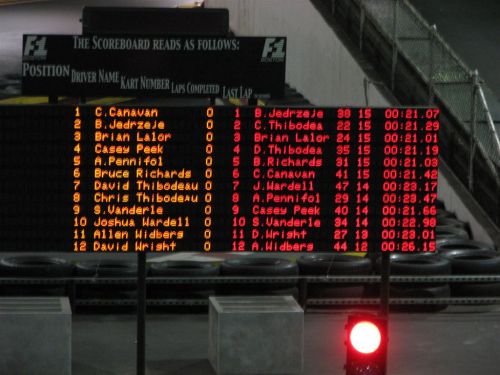 F1 THE SCOREBOARD READS AS FOLLOWS: F1
BOSTON
POSITION DRIVER NAME KART NUMBER LAPS COMPLETED LAST LAP
1 C.Canavan 0 1 B.Jedrzeje 38 15 00:21.07
2 B.Jedrzeje 0 2 C.Thibodea 22 15 00:21.29
3 Brian Lalor 0 3 Brian Lalor 24 15 00:21.01
4 Casey Peek 0 4 D.Thibodea 35 15 00:21.19
5 A.Pennifol 0 5 B.Richards 31 15 00:21.03
6 Bruce Richards 0 6 C.Canavan 41 15 00:21.42
7 David Thibodeau 0 7 J.Wardell 47 14 00:23.17
8 Chris Thibodeau 0 8 A.Pennifol 29 14 00:23.47
9 S.Vanderle 0 9 Casey Peek 40 14 00:21.66
10 Joshua Wardell 0 10 S.Vanderle 34 14 00:22.98
11 Allen Widberg 0 11 D.Wright 27 13 00:23.01
12 David Wright 0 12 A.Widberg 44 12 00:26.15